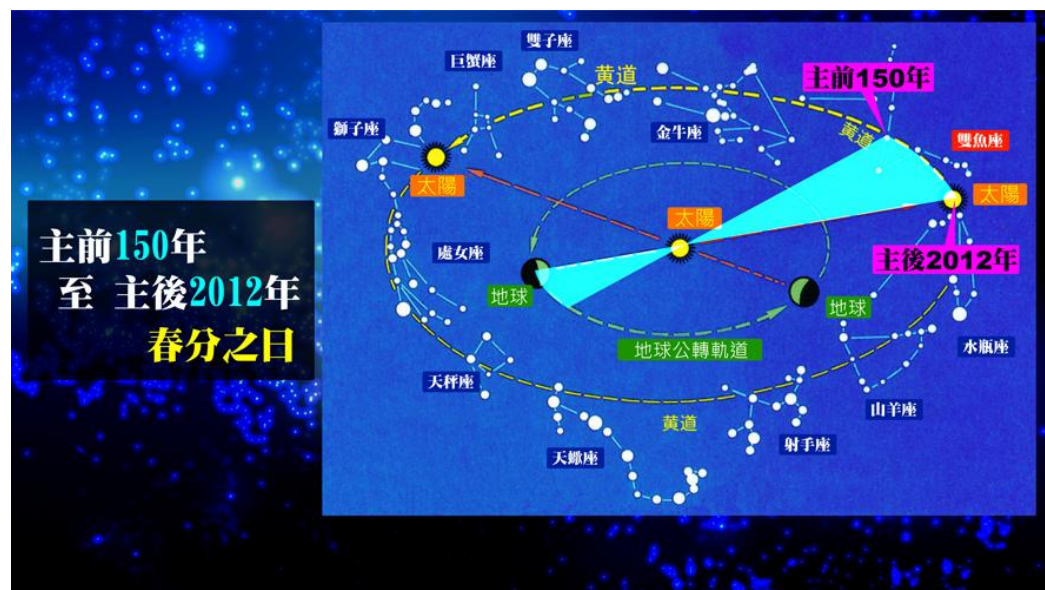 主前150年
至 主後2012年
春分之日
雙子座
巨蟹座
黄道
主前150年
獅子座
金牛座
黄道
雙魚座
太陽
太陽
太陽
處女座
主後2012年
地球
地球
地球公轉軌道
水瓶座
天秤座
山羊座
黄道
射手座
天蠍座